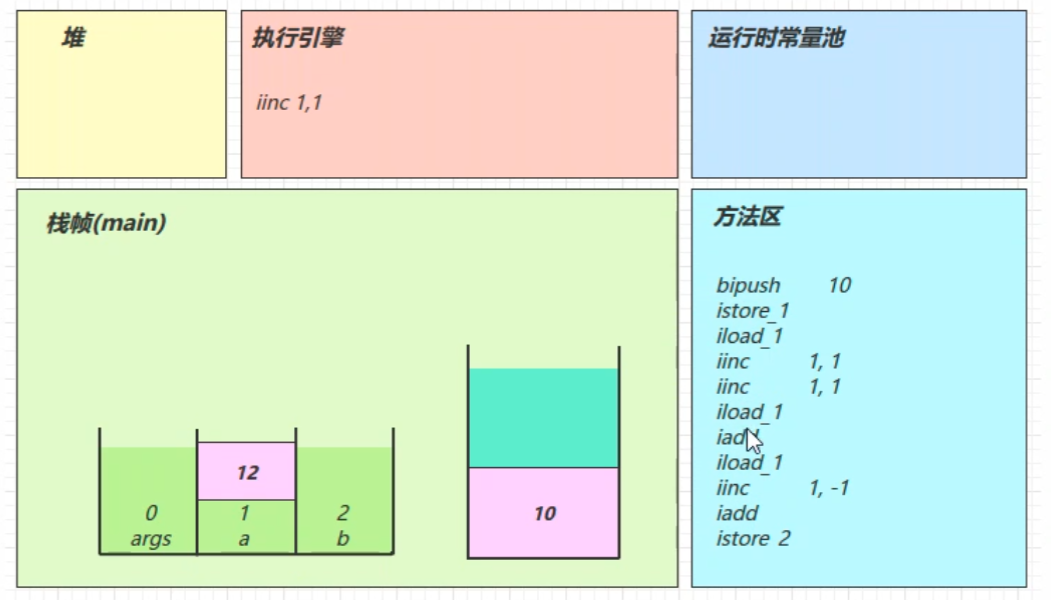 堆
执行引擎
iinc 1,1
运行时常量池
栈帧(main)
12
0 1 2
args a b
10
方法区
bipush 10
istore_1
iload_1
iinc 1, 1
iinc 1, 1
iload_1
iadd
iload_1
iinc 1, -1
iadd
istore 2